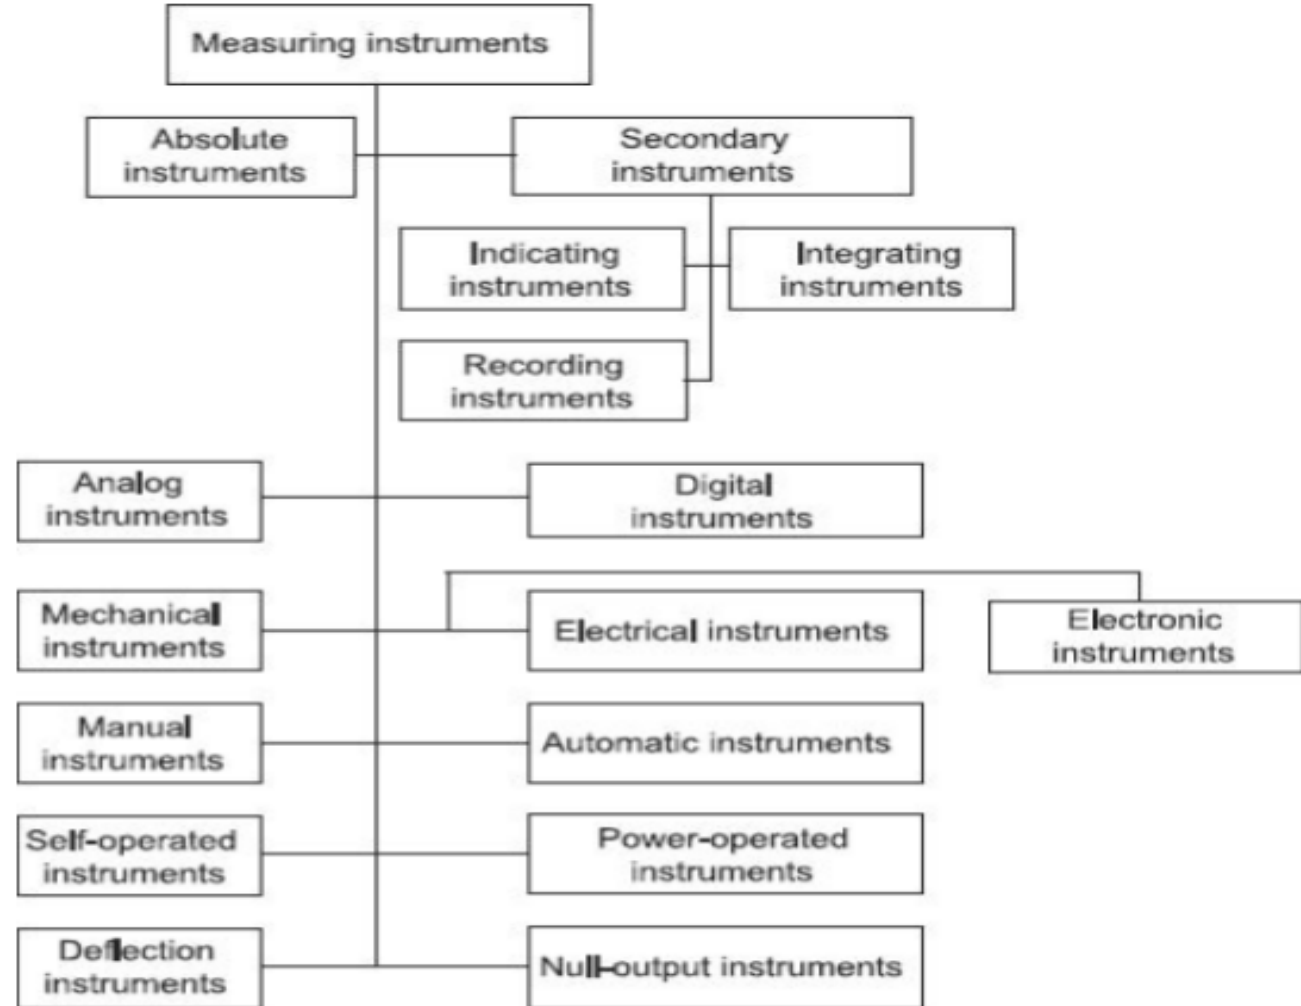 Measuring instruments
Absolute
instruments
Secondary
instruments
Indicating
instruments
Integrating
instruments
Recording
instruments
Analog
instruments
Digital
instruments
Mechanical
instruments
Electrical instruments
Electronic
instruments
Manual
instruments
Automatic instruments
Self-operated
instruments
Power-operated
instruments
Deflection
instruments
Null-output instruments